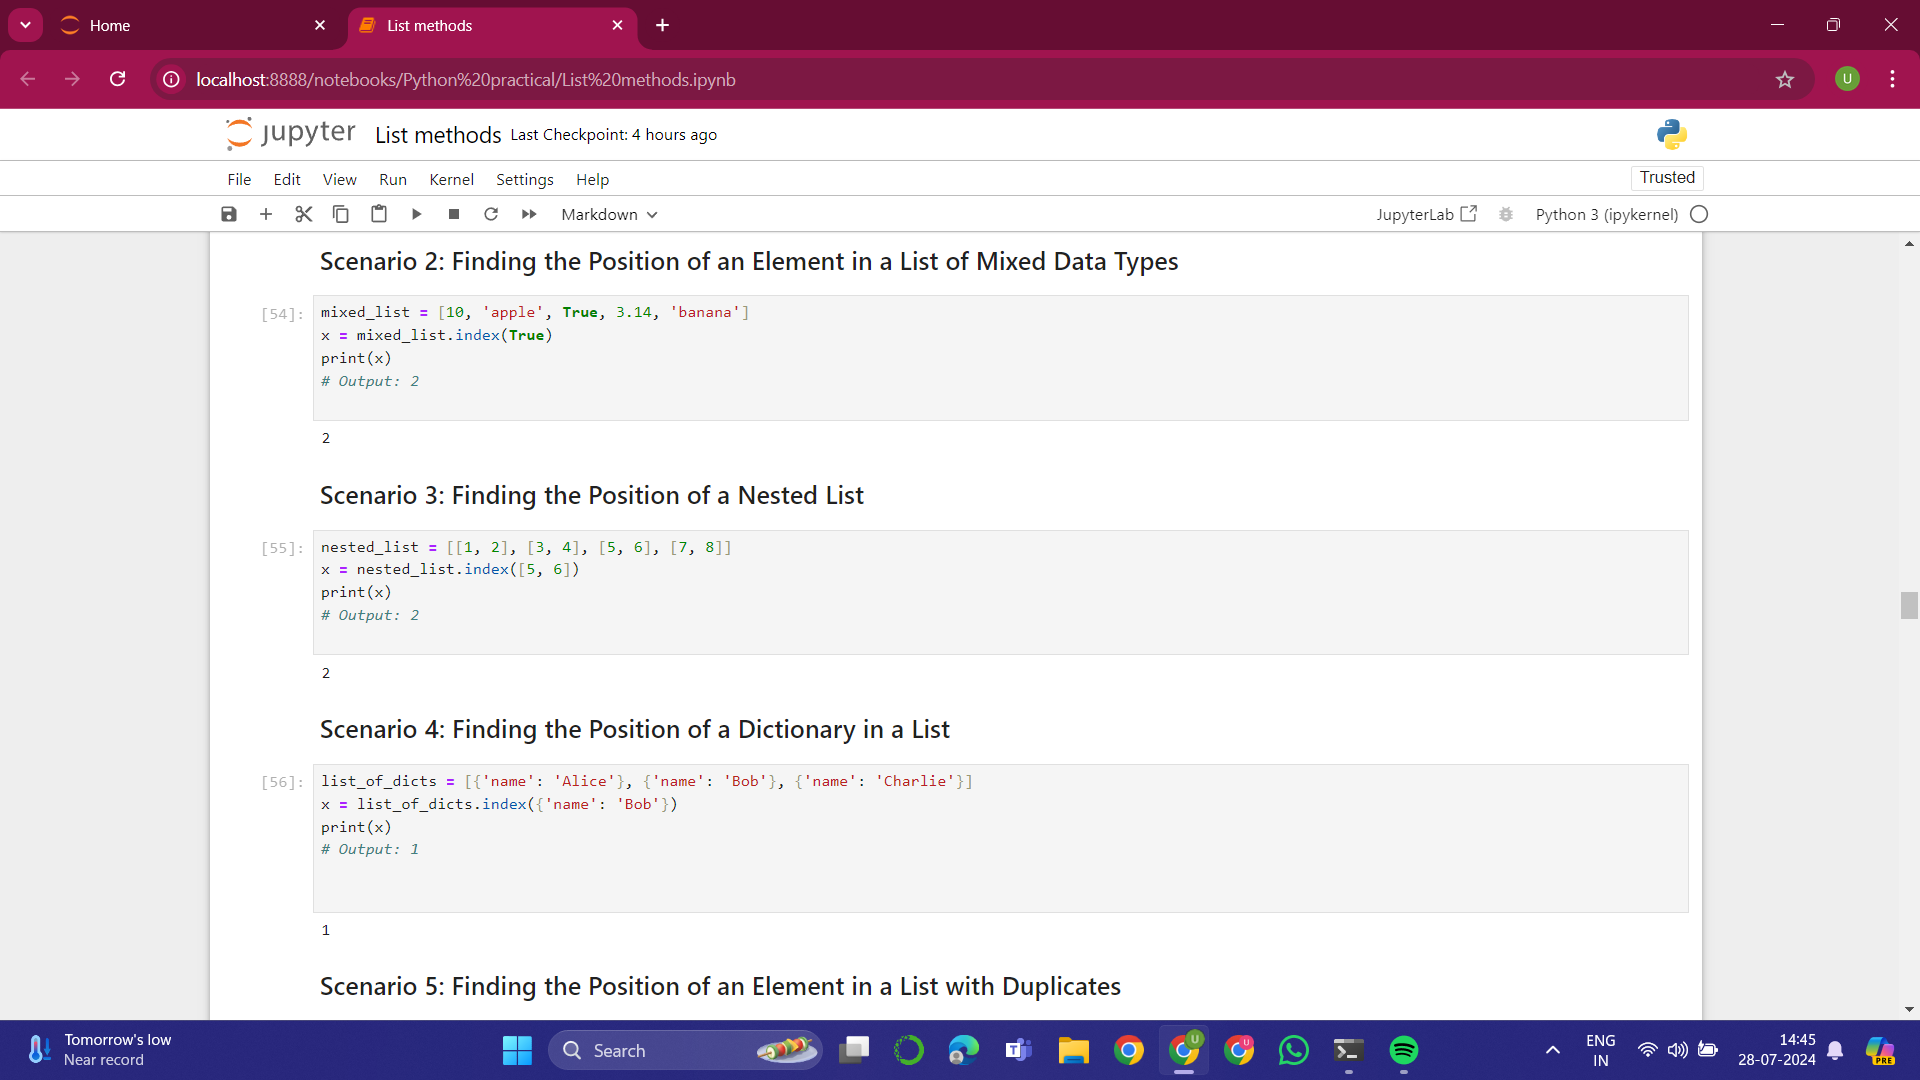 Home
List methods
localhost:8888/notebooks/Python%20practical/List%20methods.ipynb
U
jupyter List methods Last Checkpoint: 4 hours ago
File Edit View Run Kernel Settings Help
Trusted
Markdown
JupyterLab
Python 3 (ipykernel)
Scenario 2: Finding the Position of an Element in a List of Mixed Data Types
[54]:
mixed_list = [10, 'apple', True, 3.14, 'banana']
x = mixed_list.index(True)
print(x)
# Output: 2
2
Scenario 3: Finding the Position of a Nested List
[55]:
nested_list = [[1, 2], [3, 4], [5, 6], [7, 8]]
x = nested_list.index([5, 6])
print(x)
# Output: 2
2
Scenario 4: Finding the Position of a Dictionary in a List
[56]:
list_of_dicts = [{'name': 'Alice'}, {'name': 'Bob'}, {'name': 'Charlie'}]
x = list_of_dicts.index({'name': 'Bob'})
print(x)
# Output: 1
1
Scenario 5: Finding the Position of an Element in a List with Duplicates
Tomorrow's low
Near record
Search
ENG
IN
14:45
28-07-2024
PRE